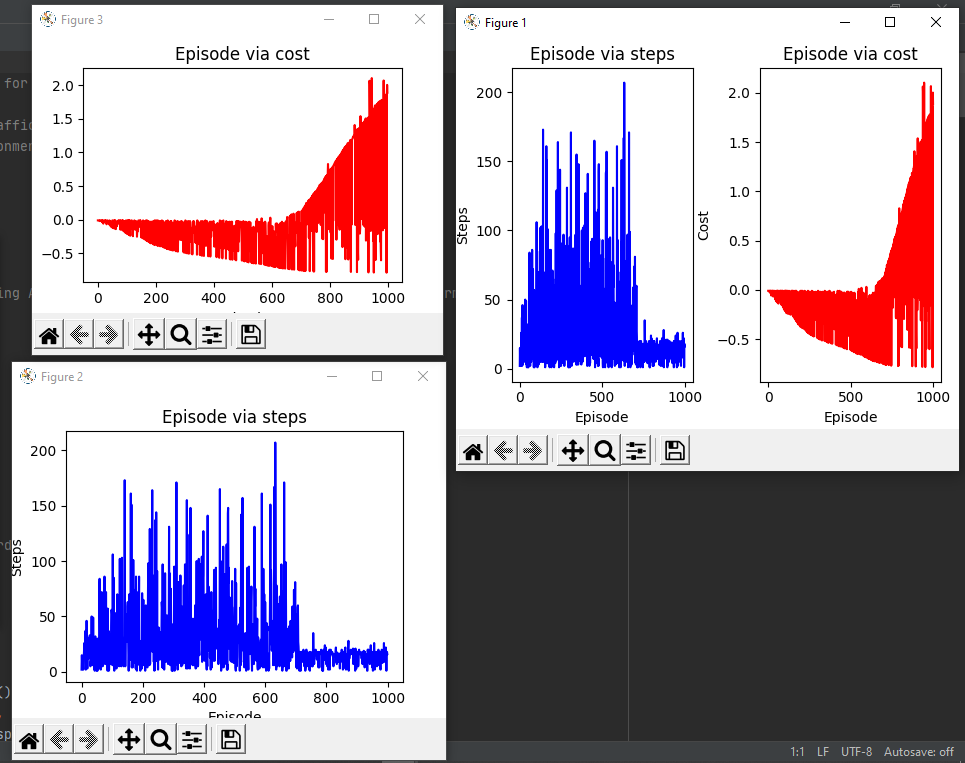 Figure 3
Episode via cost
2.0
1.5
1.0
0.5
0.0
−0.5
0 200 400 600 800 1000
Figure 1
Episode via steps
200
150
100
50
0
Steps
0 500 1000
Episode
Episode via cost
2.0
1.5
1.0
0.5
0.0
−0.5
Cost
0 500 1000
Episode
Figure 2
Episode via steps
200
150
100
50
0
Steps
0 200 400 600 800 1000
Episode
for
()
1:1 LF UTF-8 Autosave: off